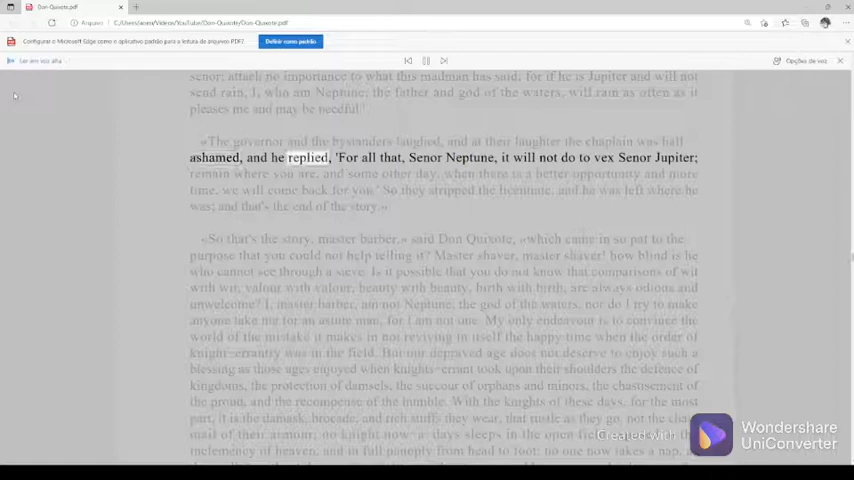 Don-Quixote.pdf
Arquivo
C:/Users/acera/Videos/YouTube/Don-Quixote/Don-Quixote.pdf
Configurar o Microsoft Edge como o aplicativo padrão para a leitura de arquivos PDF?
Definir como padrão
Ler em voz alta
Opções de voz
senor; attach no importance to what this madman has said; for if he is Jupiter and will not
send rain, I, who am Neptune, the father and god of the waters, will rain as often as it
pleases me and may be needful.'
«The governor and the bystanders laughed, and at their laughter the chaplain was half
ashamed, and he replied, 'For all that, Senor Neptune, it will not do to vex Senor Jupiter;
remain where you are, and some other day, when there is a better opportunity and more
time, we will come back for you.' So they stripped the licentiate, and he was left where he
was; and that's the end of the story.»
«So that's the story, master barber,» said Don Quixote, «which came in so pat to the
purpose that you could not help telling it? Master shaver, master shaver! how blind is he
who cannot see through a sieve. Is it possible that you do not know that comparisons of wit
with wit, valour with valour, beauty with beauty, birth with birth, are always odious and
unwelcome? I, master barber, am not Neptune, the god of the waters, nor do I try to make
anyone take me for an astute man, for I am not one. My only endeavour is to convince the
world of the mistake it makes in not reviving in itself the happy time when the order of
knight-errantry was in the field. But our depraved age does not deserve to enjoy such a
blessing as those ages enjoyed when knights-errant took upon their shoulders the defence of
kingdoms, the protection of damsels, the succour of orphans and minors, the chastisement of
the proud, and the recompense of the humble. With the knights of these days, for the most
part, it is the damask, brocade, and rich stuffs they wear, that rustle as they go, not the
mail of their armour; no knight now-a-days sleeps in the open
inclemency of heaven, and in full panoply from head to foot; no one now takes a nap,
Created with
Wondershare
UniConverter